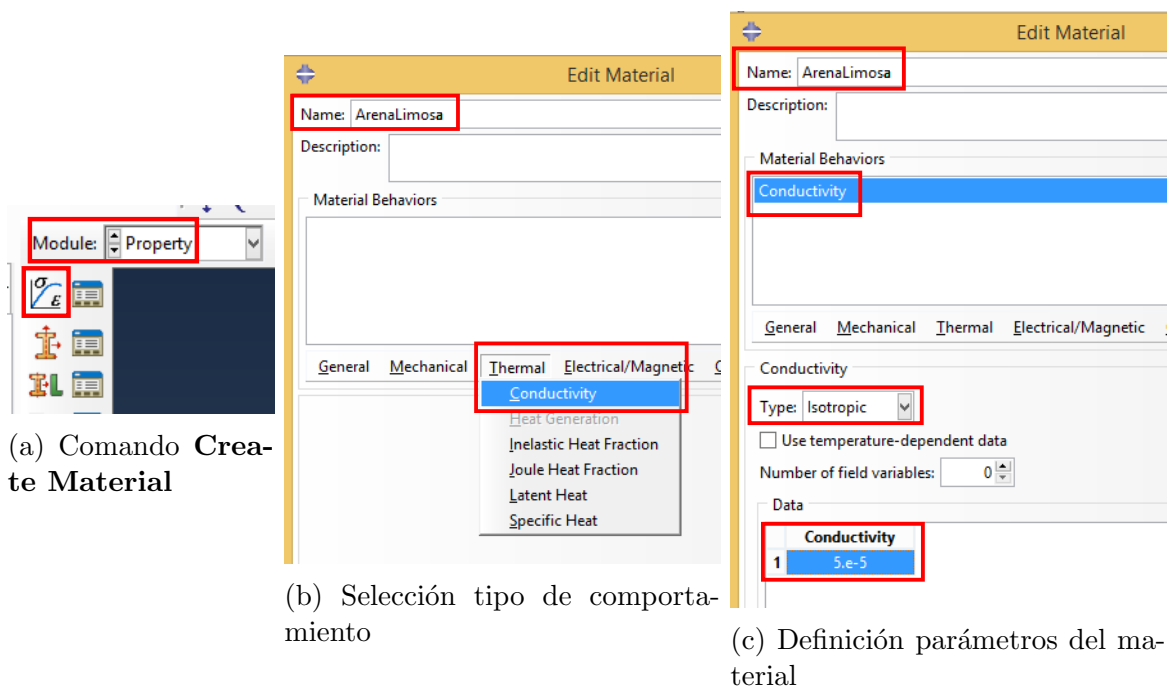 Module: Property
σ
ε
(a) Comando Crea-
te Material
Edit Material
Name: ArenaLimosa
Description:
Material Behaviors
General Mechanical Thermal Electrical/Magnetic
Conductivity
Heat Generation
Inelastic Heat Fraction
Joule Heat Fraction
Latent Heat
Specific Heat
(b) Selección tipo de comporta-
miento
Edit Material
Name: ArenaLimosa
Description:
Material Behaviors
Conductivity
General Mechanical Thermal Electrical/Magnetic
Conductivity
Type: Isotropic
Use temperature-dependent data
Number of field variables: 0
Data
Conductivity
1 5.e-5
(c) Definición parámetros del ma-
terial